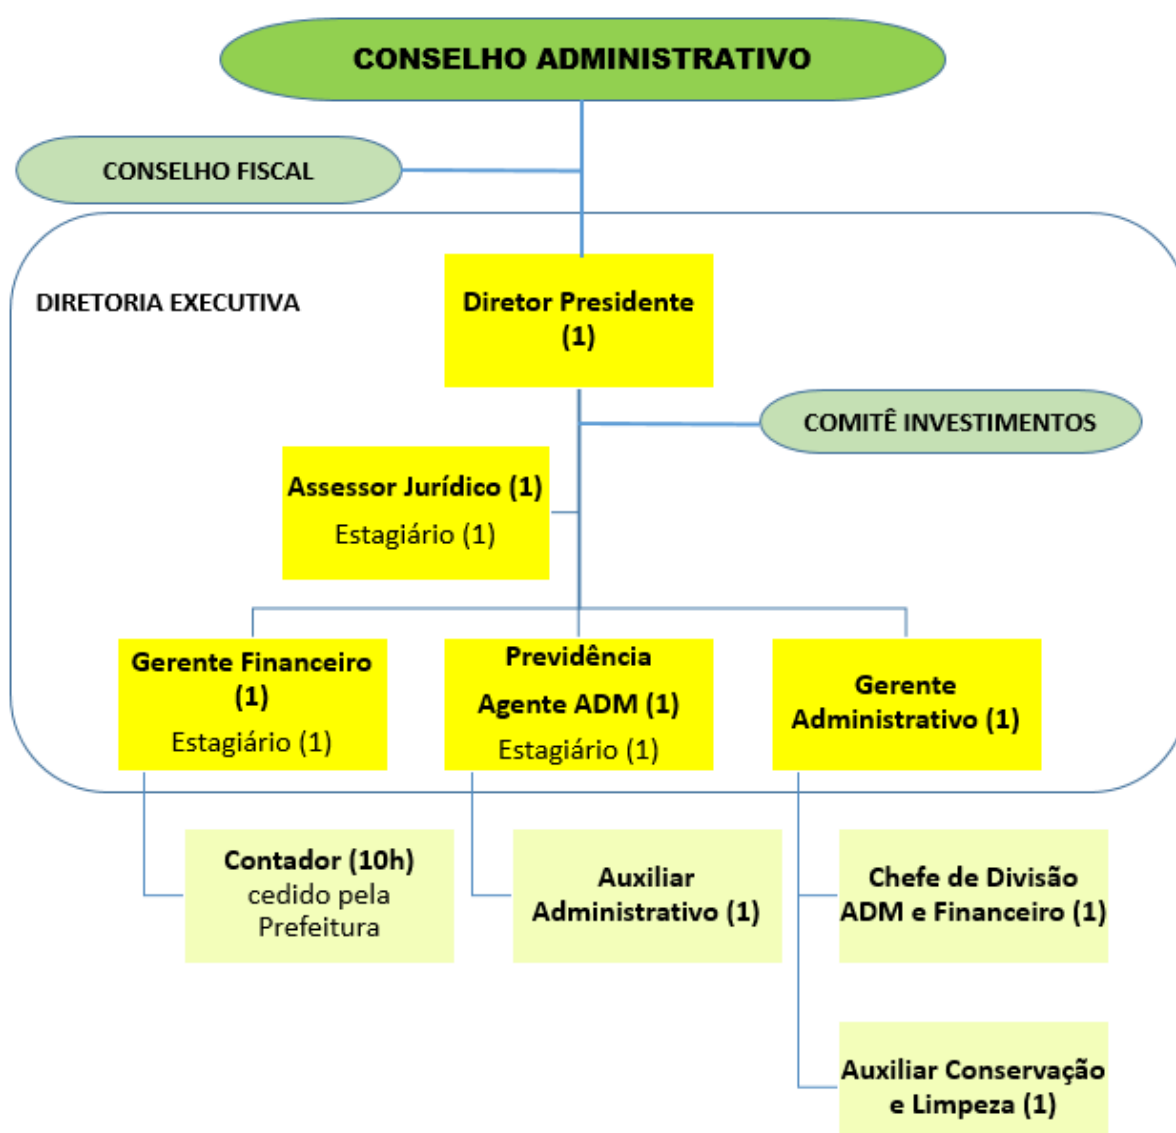 CONSELHO ADMINISTRATIVO
CONSELHO FISCAL
DIRETORIA EXECUTIVA
Diretor Presidente
(1)
COMITÊ INVESTIMENTOS
Assessor Jurídico (1)
Estagiário (1)
Gerente Financeiro
(1)
Estagiário (1)
Previdência
Agente ADM (1)
Estagiário (1)
Gerente
Administrativo (1)
Contador (10h)
cedido pela
Prefeitura
Auxiliar
Administrativo (1)
Chefe de Divisão
ADM e Financeiro (1)
Auxiliar Conservação
e Limpeza (1)